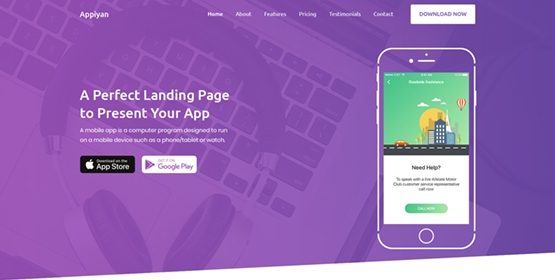 Appiyan
Home About Features Pricing Testimonials Contact DOWNLOAD NOW
A Perfect Landing Page
to Present Your App
A mobile app is a computer program designed to run
on a mobile device such as a phone/tablet or watch.
Download on the
App Store
GET IT ON
Google Play
Roadside Assistance
Need Help?
To speak with a live Allstate Motor
Club customer service representative
call now
CALL NOW